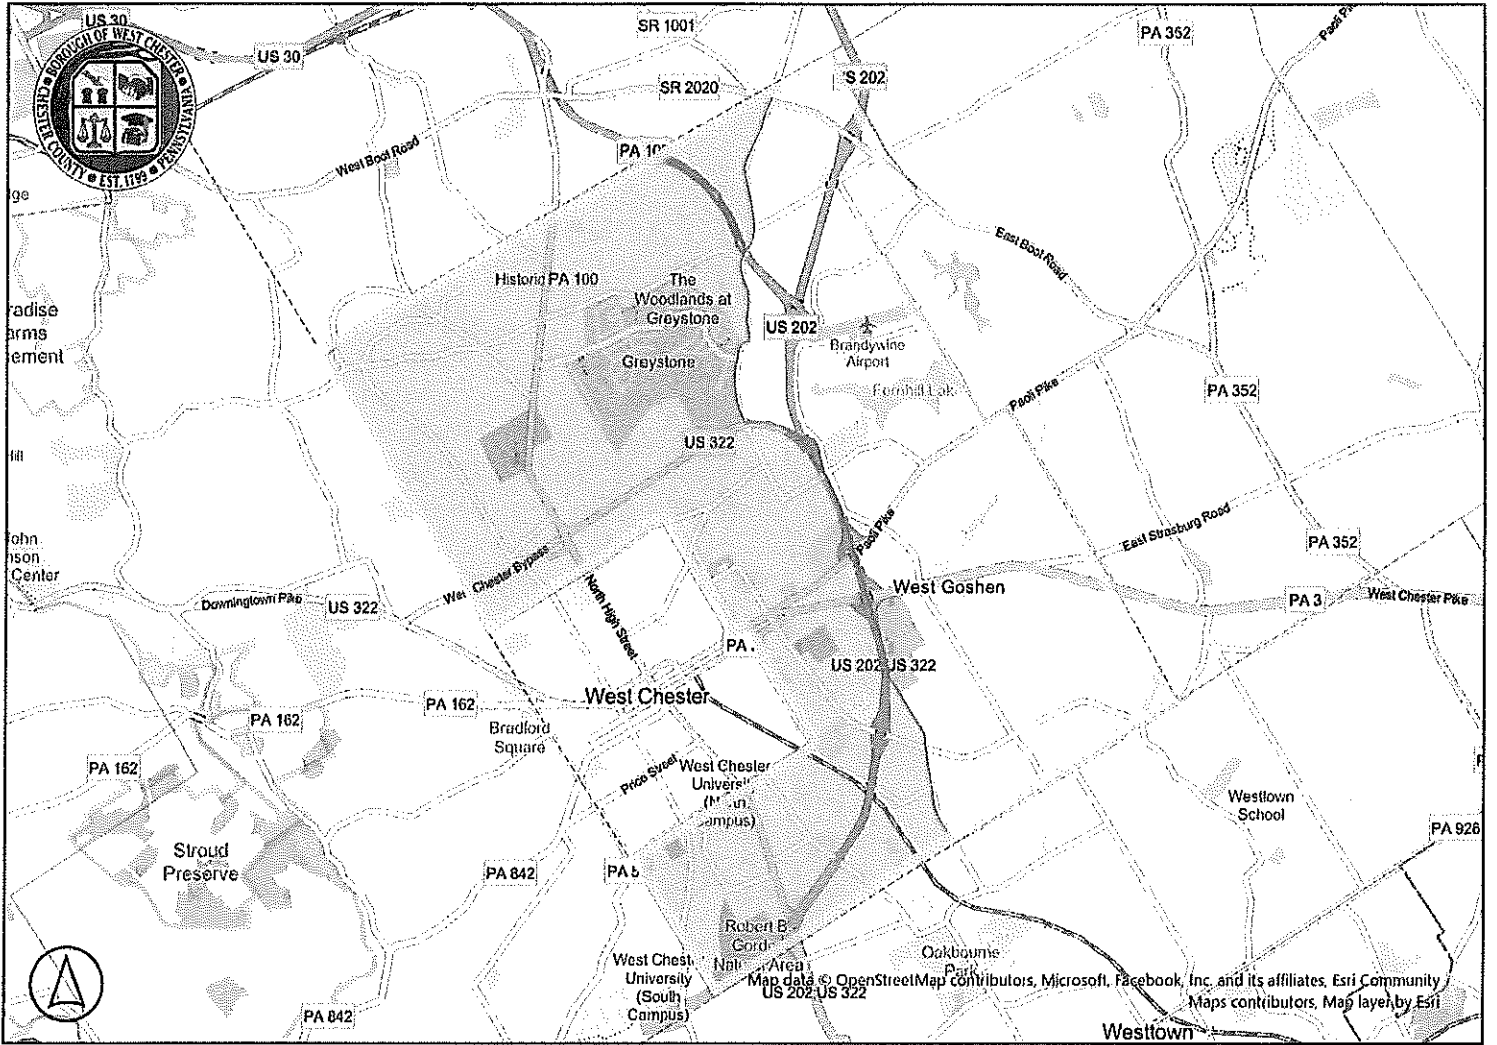 US 30
BOROUGH OF WEST CHESTER
CHESTER COUNTY • EST. 1799 • PENNSYLVANIA
US 30
SR 1001
PA 352
SR 2020
US 202
West Boot Road
East Boot Road
Historic PA 100
The
Woodlands at
Greystone
US 202
Brandywine
Airport
Greystone
Paoli Pike
PA 352
US 322
Paoli Pike
East Strasburg Road
PA 352
Center
West Chester Bypass
West Goshen
Downingtown Pike
US 322
North High Street
PA 3
West Chester Pike
US 202 US 322
West Chester
PA 162
PA 162
Bradford
Square
PA 162
Price Street
West Chester
Westtown
School
PA 926
Stroud
Preserve
PA 842
Robert B
Oakbourne
Park
University
(South
Campus)
Map data © OpenStreetMap contributors, Microsoft, Facebook, Inc. and its affiliates, Esri Community
Maps contributors, Map layer by Esri
US 202 US 322
PA 842
Westtown